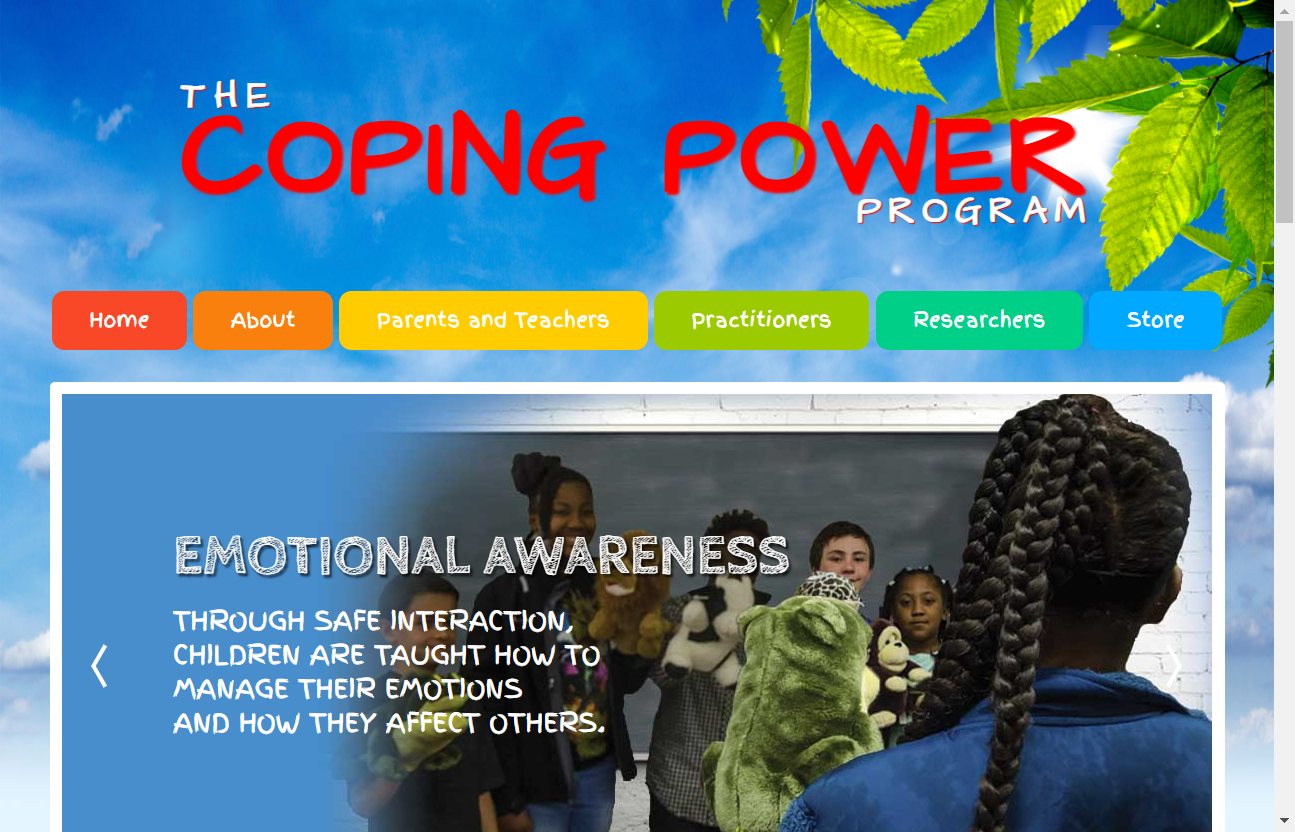 THE
COPING POWER
PROGRAM
Home
About
Parents and Teachers
Practitioners
Researchers
Store
EMOTIONAL AWARENESS
THROUGH SAFE INTERACTION,
CHILDREN ARE TAUGHT HOW TO
MANAGE THEIR EMOTIONS
AND HOW THEY AFFECT OTHERS.